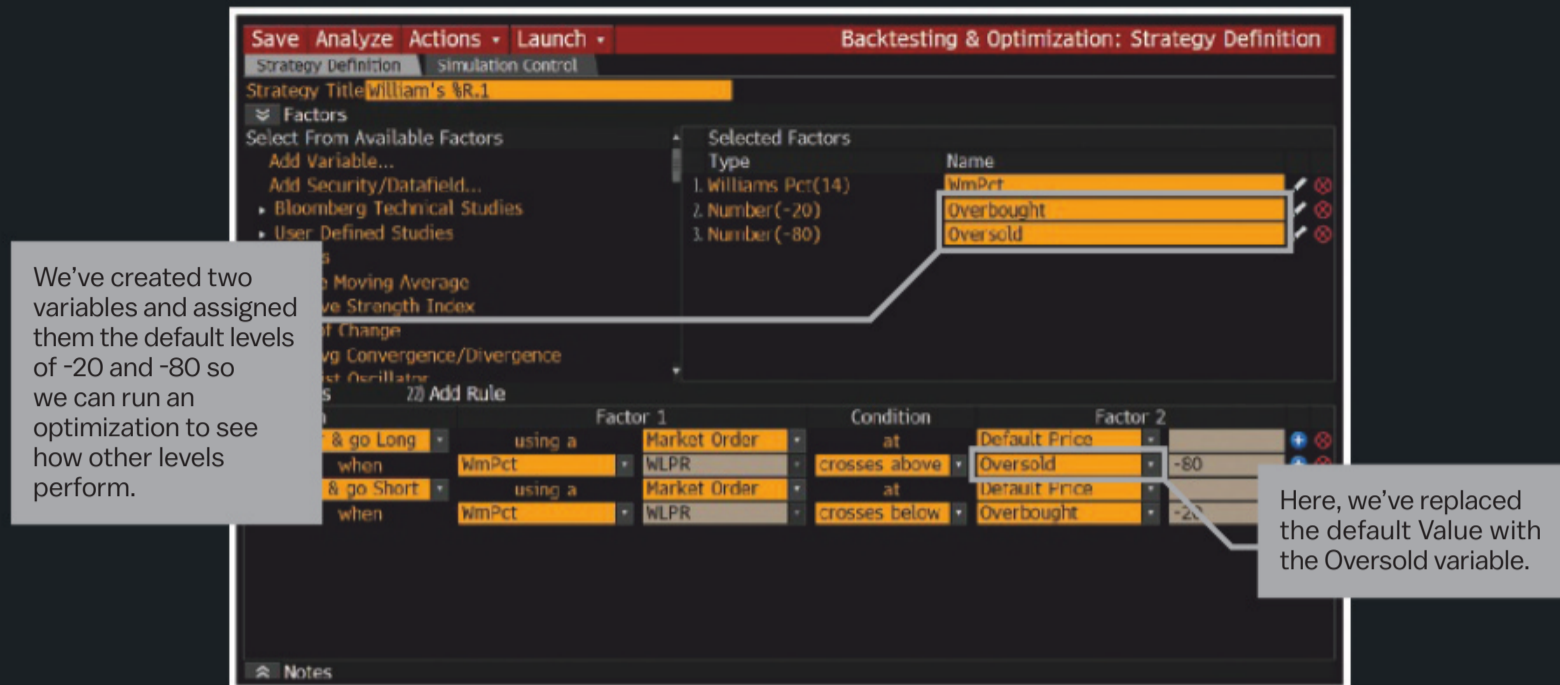 Save Analyze Actions Launch Backtesting & Optimization: Strategy Definition
Strategy Definition Simulation Control
Strategy Title William's %R.1
Factors
Select From Available Factors Selected Factors
Add Variable... Type Name
Add Security/Datafield... 1. Williams Pct(14) WmPct
Bloomberg Technical Studies 2. Number(-20) Overbought
User Defined Studies 3. Number(-80) Oversold
Moving Average
Strength Index
Change
Convergence/Divergence
Oscillator
We've created two
variables and assigned
them the default levels
of -20 and -80 so
we can run an
optimization to see
how other levels
perform.
22) Add Rule
Factor 1 Condition Factor 2
& go Long using a Market Order at Default Price
when WmPct WLPR crosses above Oversold -80
& go Short using a Market Order at Default Price
when WmPct WLPR crosses below Overbought
Here, we've replaced
the default Value with
the Oversold variable.
Notes